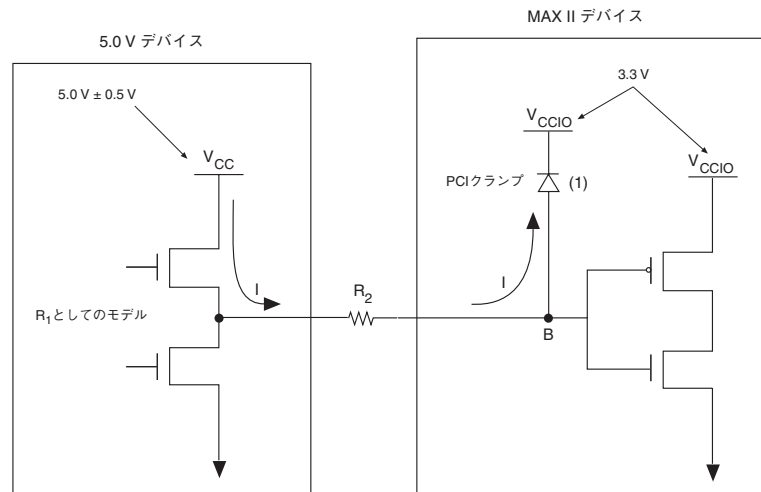 5.0 V デバイス
MAX II デバイス
5.0 V ± 0.5 V
3.3 V
VCC
VCCIO
VCCIO
PCIクランプ
(1)
I
I
R2
R1としてのモデル
B